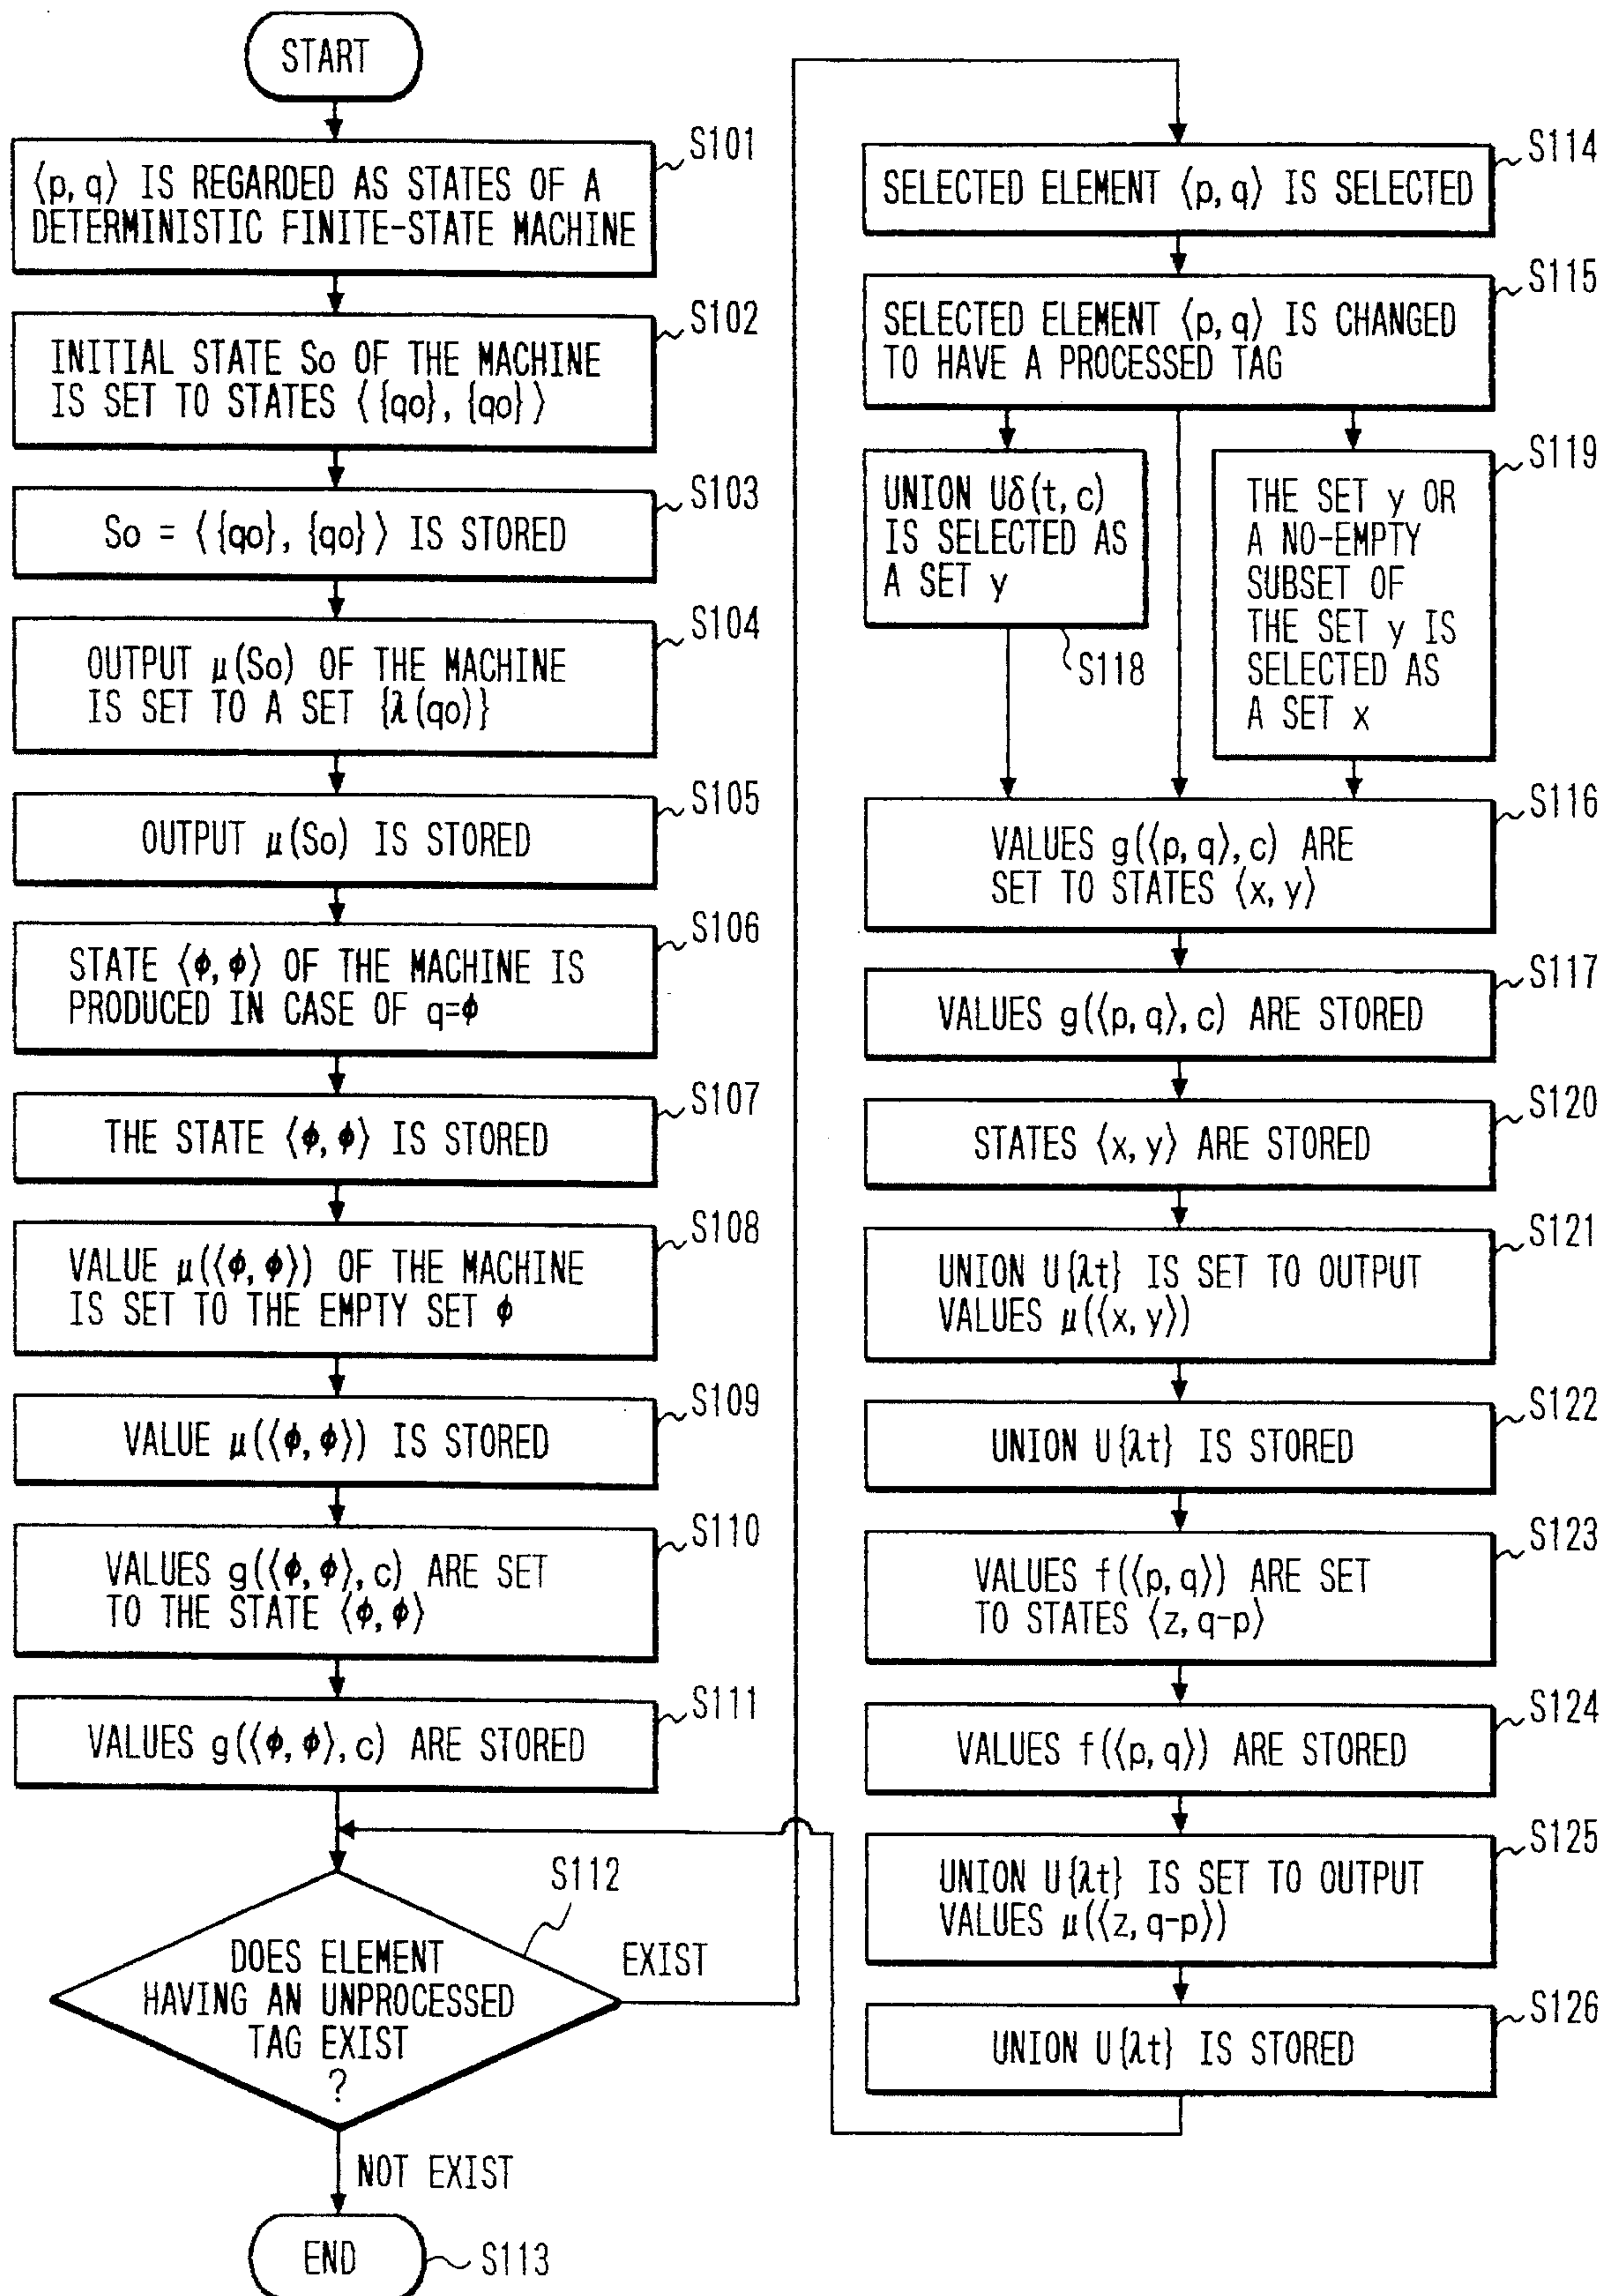 START
S101
⟨p, q⟩ IS REGARDED AS STATES OF A
DETERMINISTIC FINITE-STATE MACHINE
S102
INITIAL STATE So OF THE MACHINE
IS SET TO STATES ⟨{qo}, {qo}⟩
S103
So = ⟨{qo}, {qo}⟩ IS STORED
S104
OUTPUT μ(So) OF THE MACHINE
IS SET TO A SET {λ(qo)}
S105
OUTPUT μ(So) IS STORED
S106
STATE ⟨ϕ, ϕ⟩ OF THE MACHINE IS
PRODUCED IN CASE OF q=ϕ
S107
THE STATE ⟨ϕ, ϕ⟩ IS STORED
S108
VALUE μ(⟨ϕ, ϕ⟩) OF THE MACHINE
IS SET TO THE EMPTY SET ϕ
S109
VALUE μ(⟨ϕ, ϕ⟩) IS STORED
S110
VALUES g(⟨ϕ, ϕ⟩, c) ARE SET
TO THE STATE ⟨ϕ, ϕ⟩
S111
VALUES g(⟨ϕ, ϕ⟩, c) ARE STORED
S112
DOES ELEMENT
HAVING AN UNPROCESSED
TAG EXIST
?
EXIST
NOT EXIST
END
S113
S114
SELECTED ELEMENT ⟨p, q⟩ IS SELECTED
S115
SELECTED ELEMENT ⟨p, q⟩ IS CHANGED
TO HAVE A PROCESSED TAG
UNION Uδ(t, c)
IS SELECTED AS
A SET y
S118
S119
THE SET y OR
A NO-EMPTY
SUBSET OF
THE SET y IS
SELECTED AS
A SET x
S116
VALUES g(⟨p, q⟩, c) ARE
SET TO STATES ⟨x, y⟩
S117
VALUES g(⟨p, q⟩, c) ARE STORED
S120
STATES ⟨x, y⟩ ARE STORED
S121
UNION U{λt} IS SET TO OUTPUT
VALUES μ(⟨x, y⟩)
S122
UNION U{λt} IS STORED
S123
VALUES f(⟨p, q⟩) ARE SET
TO STATES ⟨z, q-p⟩
S124
VALUES f(⟨p, q⟩) ARE STORED
S125
UNION U{λt} IS SET TO OUTPUT
VALUES μ(⟨z, q-p⟩)
S126
UNION U{λt} IS STORED